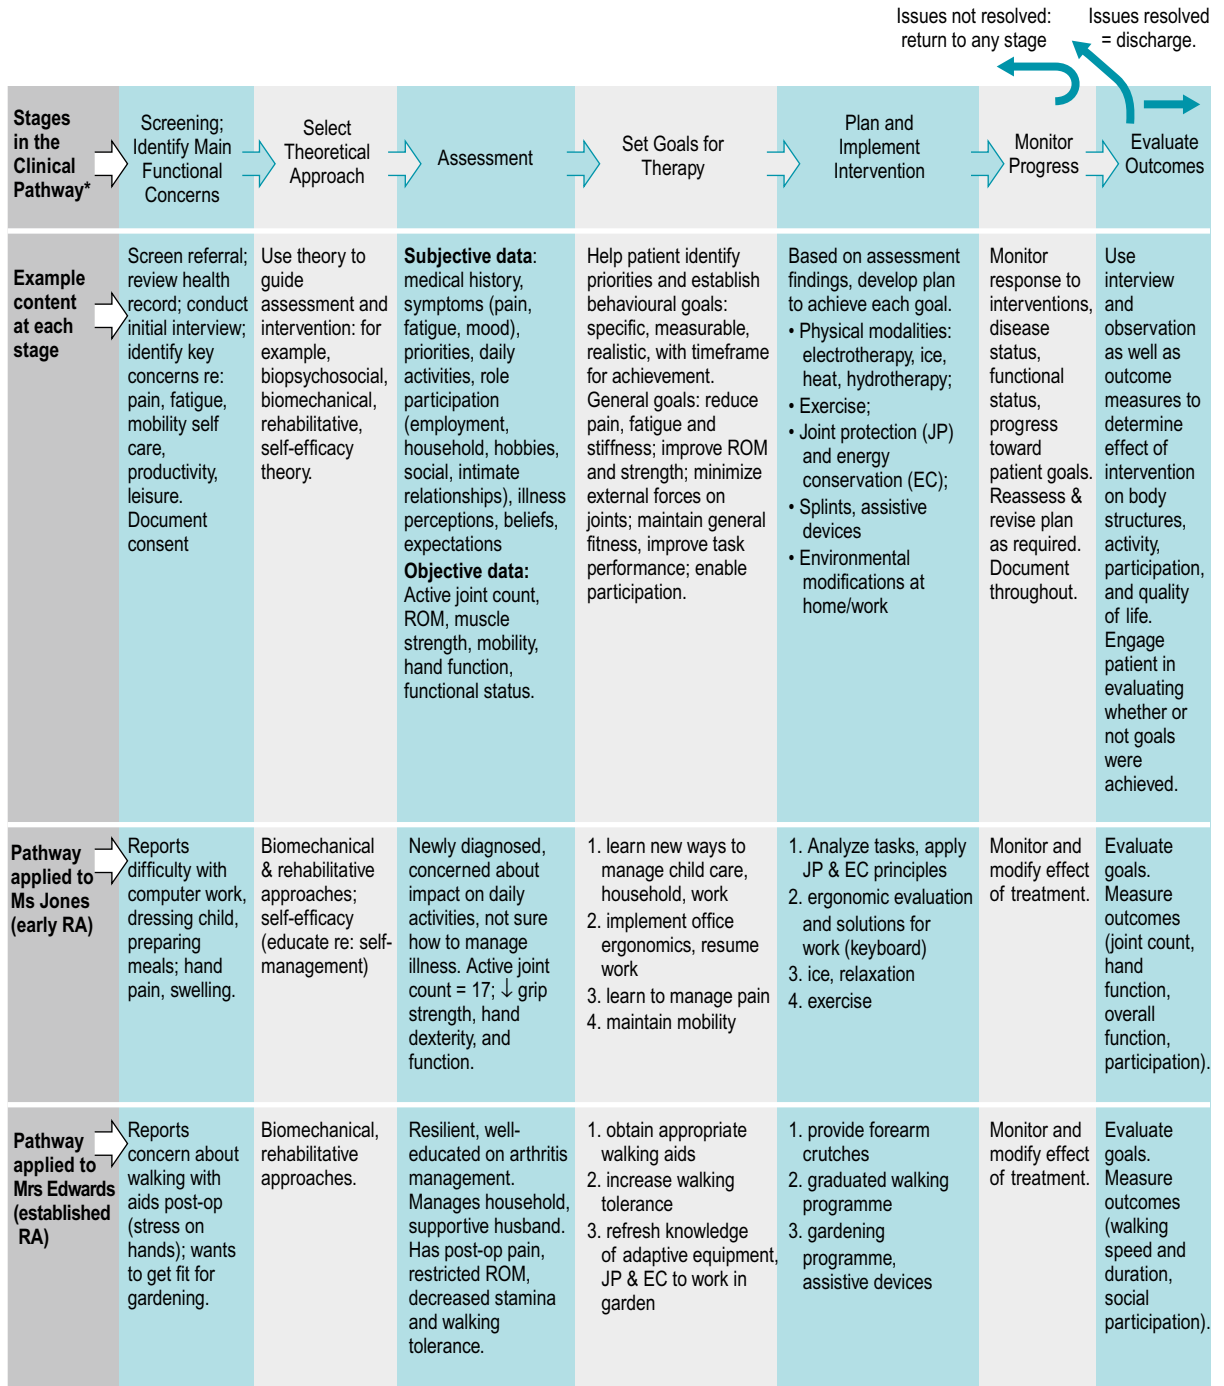 Issues not resolved:
return to any stage
Issues resolved
= discharge.
Stages
in the
Clinical
Pathway*
Screening;
Identify Main
Functional
Concerns
Select
Theoretical
Approach
Assessment
Set Goals for
Therapy
Plan and
Implement
Intervention
Monitor
Progress
Evaluate
Outcomes
Example
content
at each
stage
Screen referral;
review health
record; conduct
initial interview;
identify key
concerns re:
pain, fatigue,
mobility self
care,
productivity,
leisure.
Document
consent
Use theory to
guide
assessment and
intervention: for
example,
biopsychosocial,
biomechanical,
rehabilitative,
self-efficacy
theory.
Subjective data:
medical history,
symptoms (pain,
fatigue, mood),
priorities, daily
activities, role
participation
(employment,
household, hobbies,
social, intimate
relationships), illness
perceptions, beliefs,
expectations
Objective data:
Active joint count,
ROM, muscle
strength, mobility,
hand function,
functional status.
Help patient identify
priorities and establish
behavioural goals:
specific, measurable,
realistic, with timeframe
for achievement.
General goals: reduce
pain, fatigue and
stiffness; improve ROM
and strength; minimize
external forces on
joints; maintain general
fitness, improve task
performance; enable
participation.
Based on assessment
findings, develop plan
to achieve each goal.
• Physical modalities:
electrotherapy, ice,
heat, hydrotherapy;
• Exercise;
• Joint protection (JP)
and energy
conservation (EC);
• Splints, assistive
devices
• Environmental
modifications at
home/work
Monitor
response to
interventions,
disease
status,
functional
status,
progress
toward
patient goals.
Reassess &
revise plan
as required.
Document
throughout.
Use
interview
and
observation
as well as
outcome
measures to
determine
effect of
intervention
on body
structures,
activity,
participation,
and quality
of life.
Engage
patient in
evaluating
whether or
not goals
were
achieved.
Pathway
applied to
Ms Jones
(early RA)
Reports
difficulty with
computer work,
dressing child,
preparing
meals; hand
pain, swelling.
Biomechanical
& rehabilitative
approaches;
self-efficacy
(educate re: self-
management)
Newly diagnosed,
concerned about
impact on daily
activities, not sure
how to manage
illness. Active joint
count = 17; ↓ grip
strength, hand
dexterity, and
function.
1. learn new ways to
manage child care,
household, work
2. implement office
ergonomics, resume
work
3. learn to manage pain
4. maintain mobility
1. Analyze tasks, apply
JP & EC principles
2. ergonomic evaluation
and solutions for
work (keyboard)
3. ice, relaxation
4. exercise
Monitor and
modify effect
of treatment.
Evaluate
goals.
Measure
outcomes
(joint count,
hand
function,
overall
function,
participation).
Pathway
applied to
Mrs Edwards
(established
RA)
Reports
concern about
walking with
aids post-op
(stress on
hands); wants
to get fit for
gardening.
Biomechanical,
rehabilitative
approaches.
Resilient, well-
educated on arthritis
management.
Manages household,
supportive husband.
Has post-op pain,
restricted ROM,
decreased stamina
and walking
tolerance.
1. obtain appropriate
walking aids
2. increase walking
tolerance
3. refresh knowledge
of adaptive equipment,
JP & EC to work in
garden
1. provide forearm
crutches
2. graduated walking
programme
3. gardening
programme,
assistive devices
Monitor and
modify effect
of treatment.
Evaluate
goals.
Measure
outcomes
(walking
speed and
duration,
social
participation).